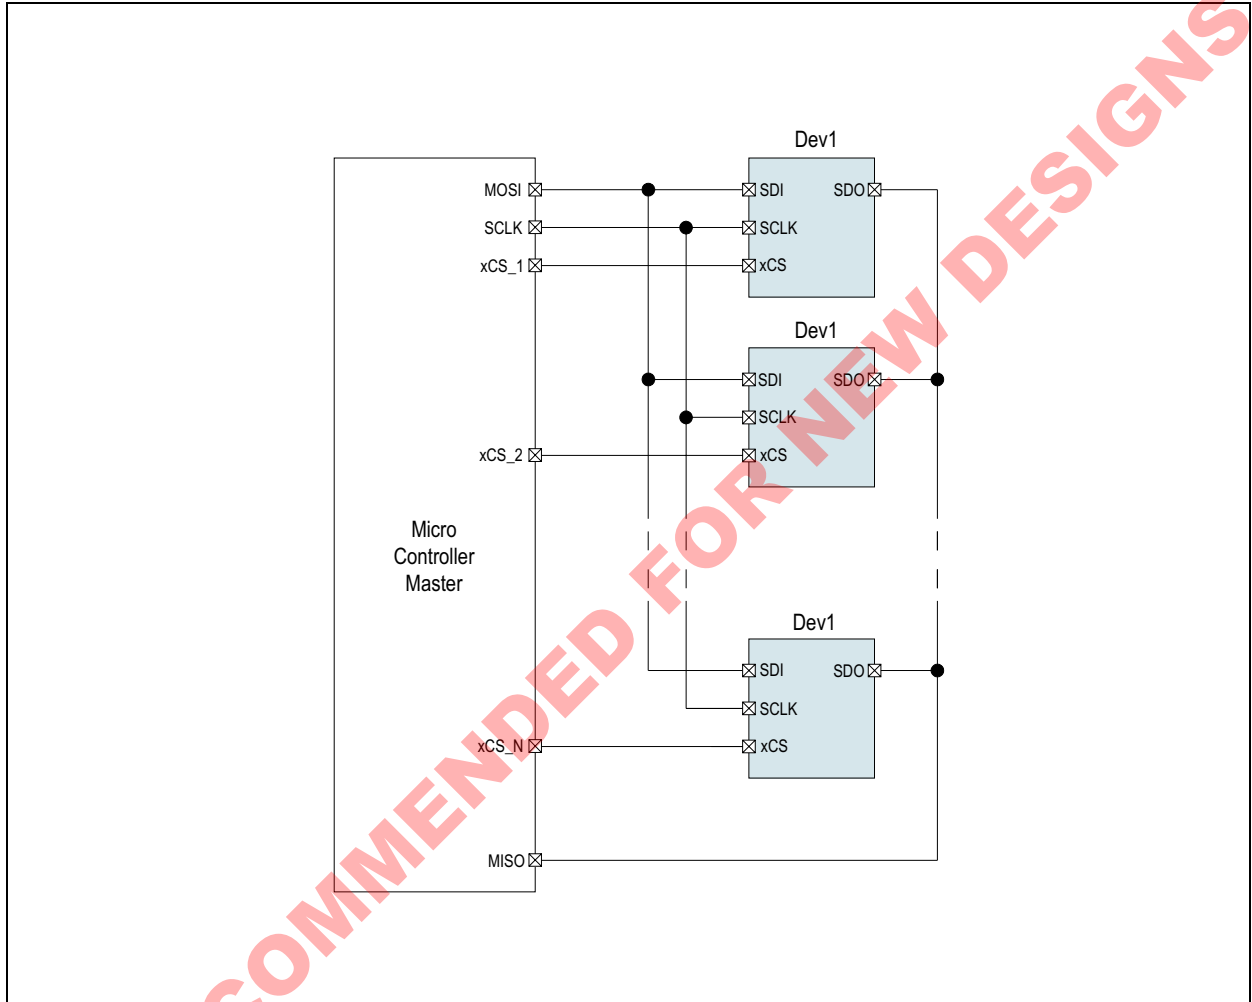 Dev1
MOSI
SDI
SDO
SCLK
SCLK
xCS_1
xCS
Dev1
SDI
SDO
SCLK
xCS_2
xCS
Micro
Controller
Master
Dev1
SDI
SDO
SCLK
xCS_N
xCS
MISO
COMMENDED FOR NEW DESIGNS